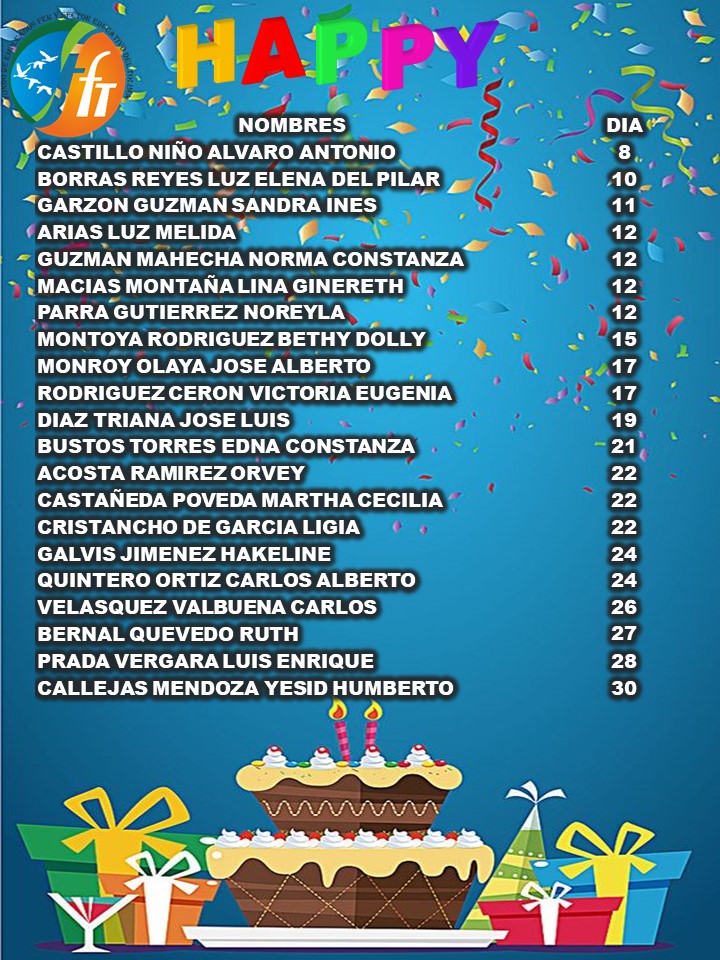 HAPPY
NOMBRES DIA
CASTILLO NIÑO ALVARO ANTONIO 8
BORRAS REYES LUZ ELENA DEL PILAR 10
GARZON GUZMAN SANDRA INES 11
ARIAS LUZ MELIDA 12
GUZMAN MAHECHA NORMA CONSTANZA 12
MACIAS MONTAÑA LINA GINERETH 12
PARRA GUTIERREZ NOREYLA 12
MONTOYA RODRIGUEZ BETHY DOLLY 15
MONROY OLAYA JOSE ALBERTO 17
RODRIGUEZ CERON VICTORIA EUGENIA 17
DIAZ TRIANA JOSE LUIS 19
BUSTOS TORRES EDNA CONSTANZA 21
ACOSTA RAMIREZ ORVEY 22
CASTAÑEDA POVEDA MARTHA CECILIA 22
CRISTANCHO DE GARCIA LIGIA 22
GALVIS JIMENEZ HAKELINE 24
QUINTERO ORTIZ CARLOS ALBERTO 24
VELASQUEZ VALBUENA CARLOS 26
BERNAL QUEVEDO RUTH 27
PRADA VERGARA LUIS ENRIQUE 28
CALLEJAS MENDOZA YESID HUMBERTO 30